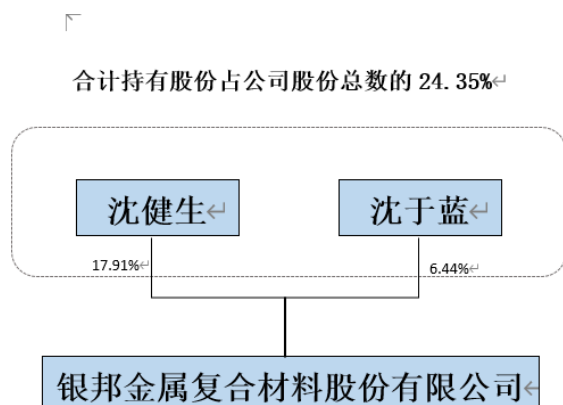 合计持有股份占公司股份总数的 24.35%
沈健生 沈于蓝
17.91% 6.44%
银邦金属复合材料股份有限公司